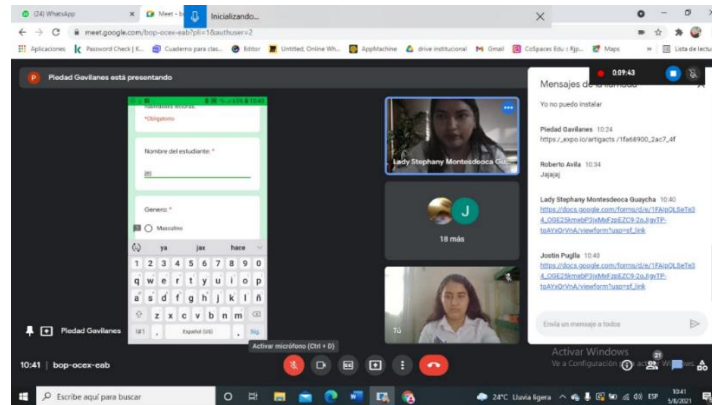 (24) WhatsApp
Meet - b
Inicializando...
meet.google.com/bop-ocex-eab?pli=1&authuser=2
Aplicaciones
Password Check | K...
Cuaderno para clas...
Editor
Untitled, Online Wh...
AppMachine
drive institucional
Gmail
CoSpaces Edu :: Rjp...
Maps
Lista de lectu
P
Piedad Gavilanes está presentando
*Obligatorio
Nombre del estudiante: *
Genero: *
Masculino
ya
jas
hace
1 2 3 4 5 6 7 8 9 0
q w e r t y u i o p
a s d f g h j k l ñ
z x c v b n m
!#1
,
Español (US)
.
Sig.
Piedad Gavilanes
Lady Stephany Montesdeoca Gu...
J
18 más
Tú
0:09:43
Mensajes de la llamada
Yo no puedo instalar
Piedad Gavilanes 10:24
Roberto Avila 10:34
Jajajaj
Lady Stephany Montesdeoca Guaycha 10:40
Jostin Puglla 10:40
Envía un mensaje a todos
Activar micrófono (Ctrl + D)
10:41 | bop-ocex-eab
Activar Windows
Ve a Configuración
21
Escribe aquí para buscar
24°C Lluvia ligera
ESP
10:41
5/8/2021